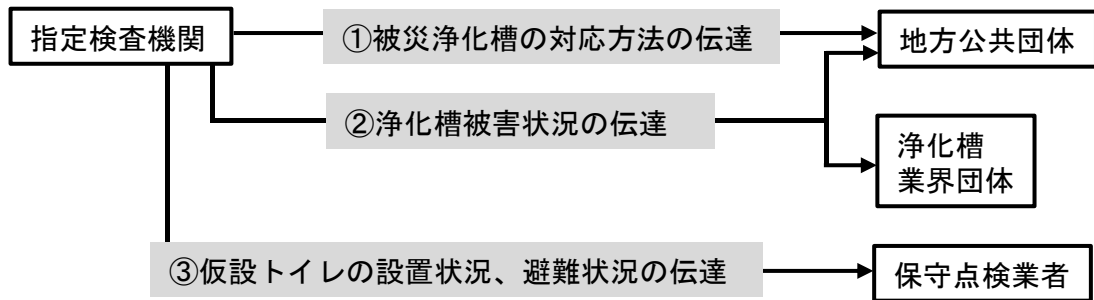 指定検査機関
①被災浄化槽の対応方法の伝達
地方公共団体
②浄化槽被害状況の伝達
浄化槽
業界団体
③仮設トイレの設置状況、避難状況の伝達
保守点検業者